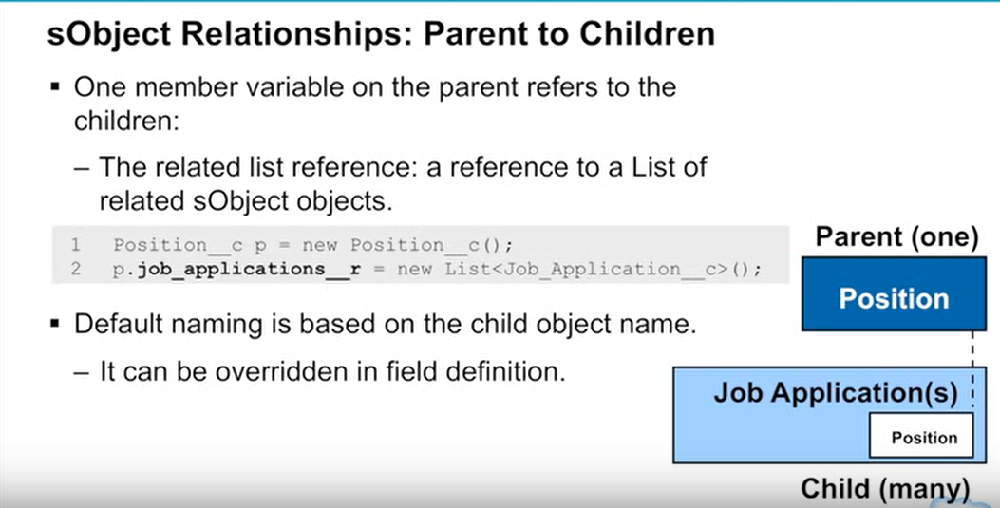 sObject Relationships: Parent to Children
▪ One member variable on the parent refers to the
children:
– The related list reference: a reference to a List of
related sObject objects.
1 Position__c p = new Position__c();
2 p.job_applications__r = new List<Job_Application__c>();
▪ Default naming is based on the child object name.
– It can be overridden in field definition.
Parent (one)
Position
Job Application(s)
Position
Child (many)